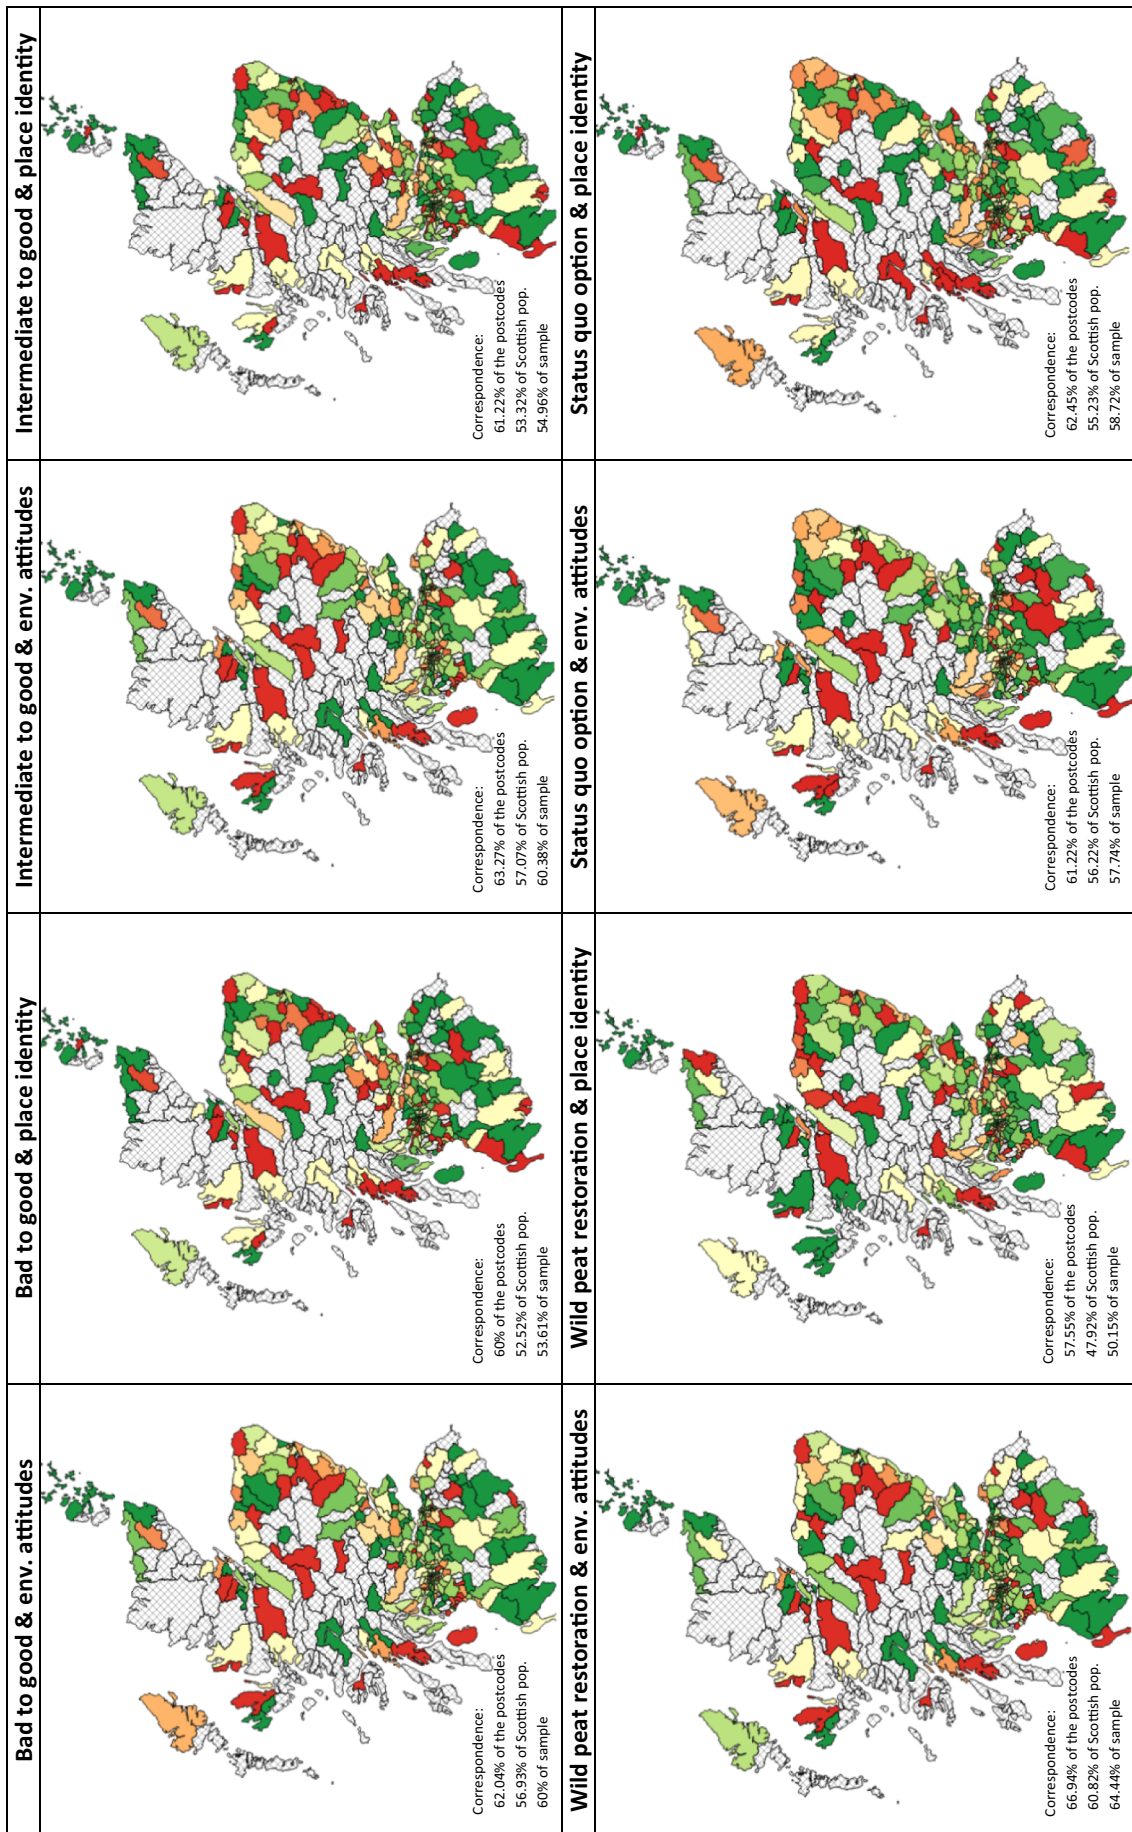 Bad to good & env. attitudes
Bad to good & place identity
Intermediate to good & env. attitudes
Intermediate to good & place identity
Correspondence:
62.04% of the postcodes
56.93% of Scottish pop.
60% of sample
Correspondence:
60% of the postcodes
52.52% of Scottish pop.
53.61% of sample
Correspondence:
63.27% of the postcodes
57.07% of Scottish pop.
60.38% of sample
Correspondence:
61.22% of the postcodes
53.32% of Scottish pop.
54.96% of sample
Wild peat restoration & env. attitudes
Wild peat restoration & place identity
Status quo option & env. attitudes
Status quo option & place identity
Correspondence:
66.94% of the postcodes
60.82% of Scottish pop.
64.44% of sample
Correspondence:
57.55% of the postcodes
47.92% of Scottish pop.
50.15% of sample
Correspondence:
61.22% of the postcodes
56.22% of Scottish pop.
57.74% of sample
Correspondence:
62.45% of the postcodes
55.23% of Scottish pop.
58.72% of sample